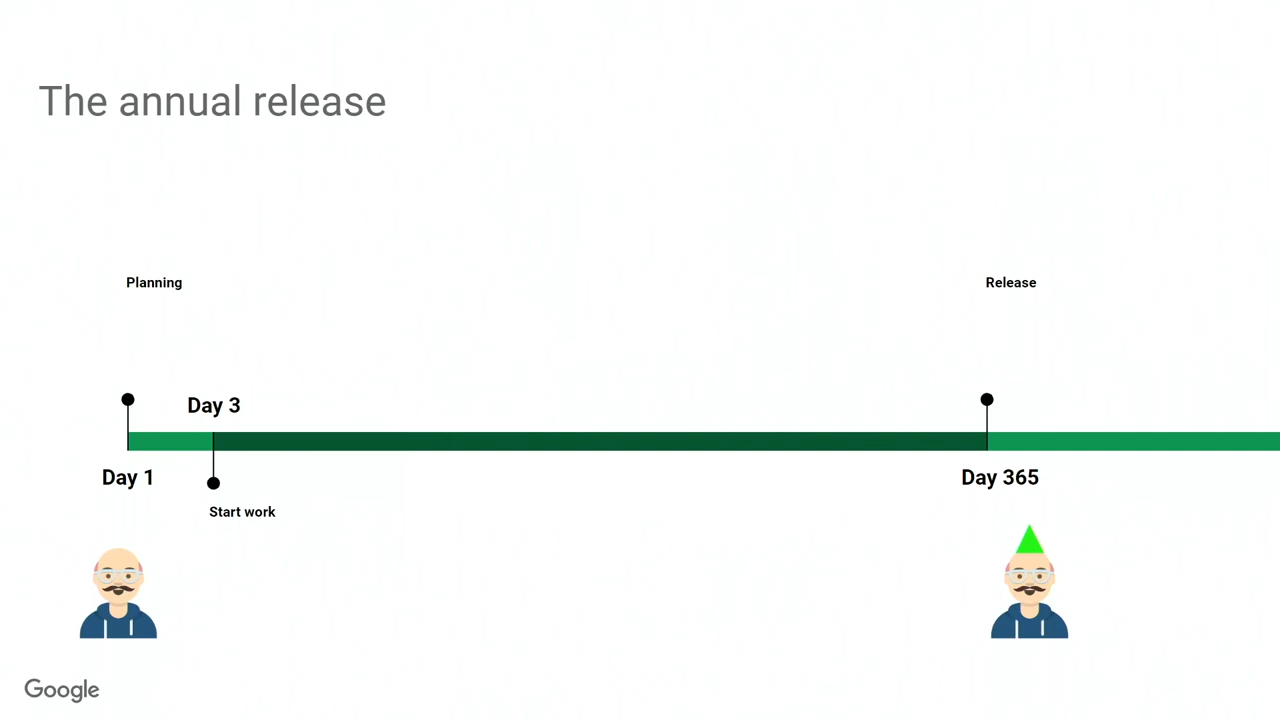 The annual release
Planning
Release
Day 3
Day 1
Day 365
Start work
Google